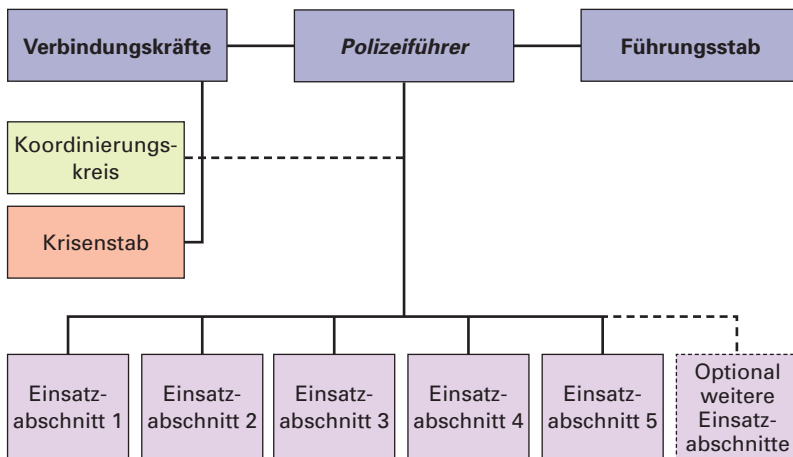 Verbindungskräfte
Polizeiführer
Führungsstab
Koordinierungs-
kreis
Krisenstab
Einsatz-
abschnitt 1
Einsatz-
abschnitt 2
Einsatz-
abschnitt 3
Einsatz-
abschnitt 4
Einsatz-
abschnitt 5
Optional
weitere
Einsatz-
abschnitte